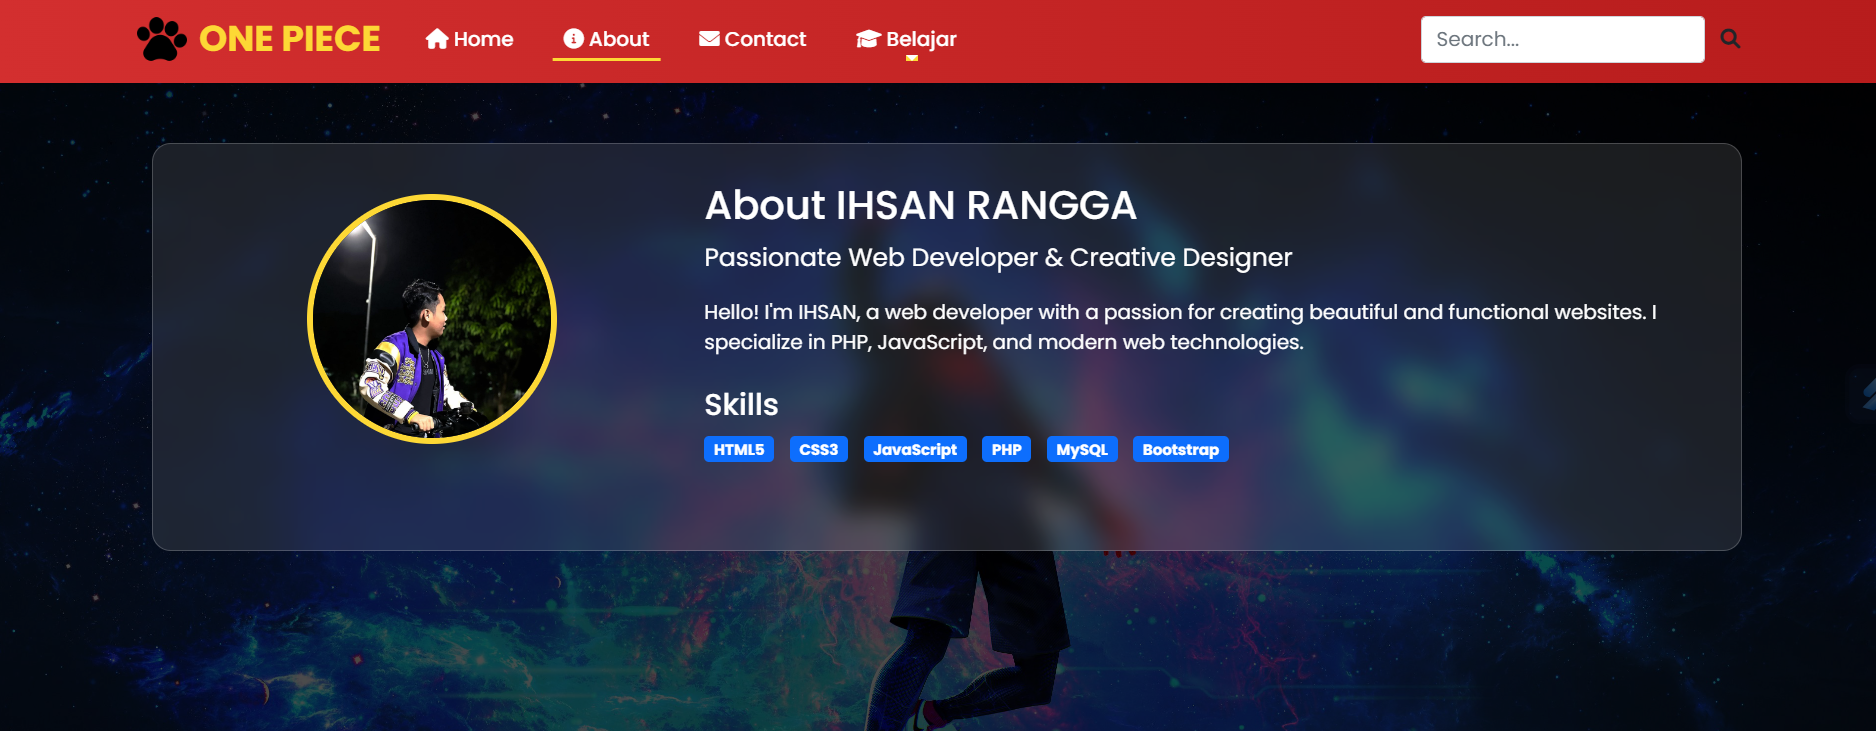 ONE PIECE
Home
About
Contact
Belajar
Search...
About IHSAN RANGGA
Passionate Web Developer & Creative Designer
Hello! I'm IHSAN, a web developer with a passion for creating beautiful and functional websites. I
specialize in PHP, JavaScript, and modern web technologies.
Skills
HTML5
CSS3
JavaScript
PHP
MySQL
Bootstrap